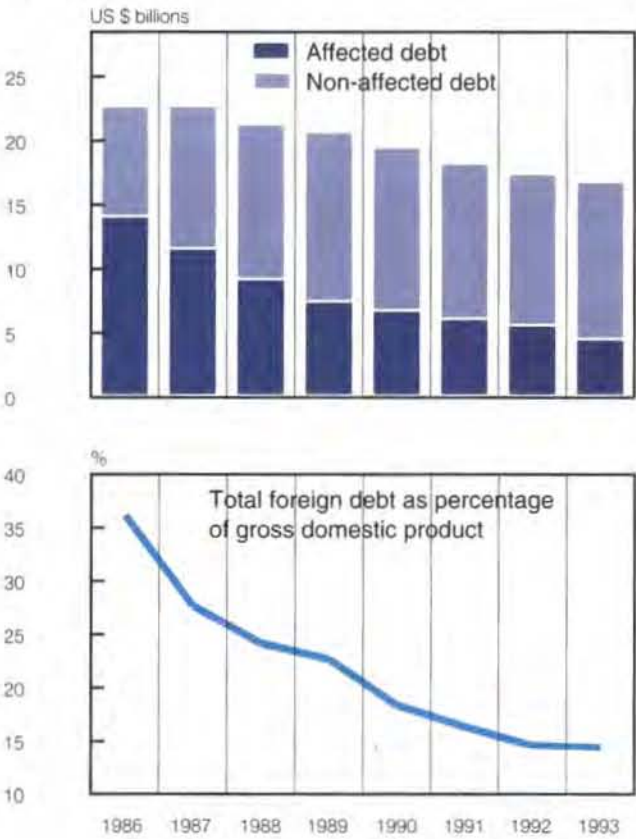 US $ billions
Affected debt
Non-affected debt
25
20
15
10
5
0
%
40
35
30
25
20
15
10
Total foreign debt as percentage
of gross domestic product
1986 1987 1988 1989 1990 1991 1992 1993